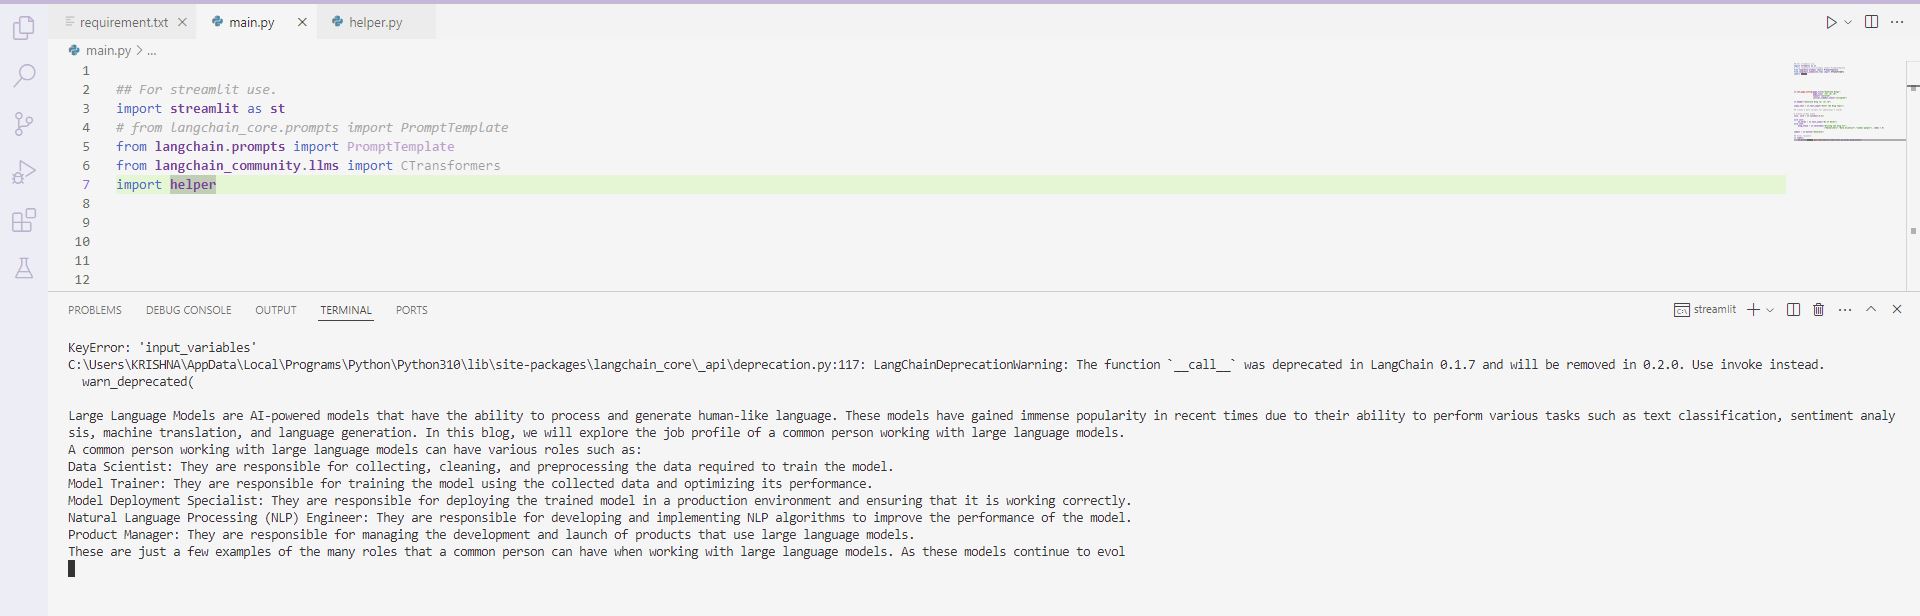 requirement.txt
main.py
helper.py
main.py > ...
1
2 ## For streamlit use.
3 import streamlit as st
4 # from langchain_core.prompts import PromptTemplate
5 from langchain.prompts import PromptTemplate
6 from langchain_community.llms import CTransformers
7 import helper
8
9
10
11
12
PROBLEMS DEBUG CONSOLE OUTPUT TERMINAL PORTS
streamlit
KeyError: 'input_variables'
C:\Users\KRISHNA\AppData\Local\Programs\Python\Python310\lib\site-packages\langchain_core\_api\deprecation.py:117: LangChainDeprecationWarning: The function `__call__` was deprecated in LangChain 0.1.7 and will be removed in 0.2.0. Use invoke instead.
warn_deprecated(
Large Language Models are AI-powered models that have the ability to process and generate human-like language. These models have gained immense popularity in recent times due to their ability to perform various tasks such as text classification, sentiment analy
sis, machine translation, and language generation. In this blog, we will explore the job profile of a common person working with large language models.
A common person working with large language models can have various roles such as:
Data Scientist: They are responsible for collecting, cleaning, and preprocessing the data required to train the model.
Model Trainer: They are responsible for training the model using the collected data and optimizing its performance.
Model Deployment Specialist: They are responsible for deploying the trained model in a production environment and ensuring that it is working correctly.
Natural Language Processing (NLP) Engineer: They are responsible for developing and implementing NLP algorithms to improve the performance of the model.
Product Manager: They are responsible for managing the development and launch of products that use large language models.
These are just a few examples of the many roles that a common person can have when working with large language models. As these models continue to evol